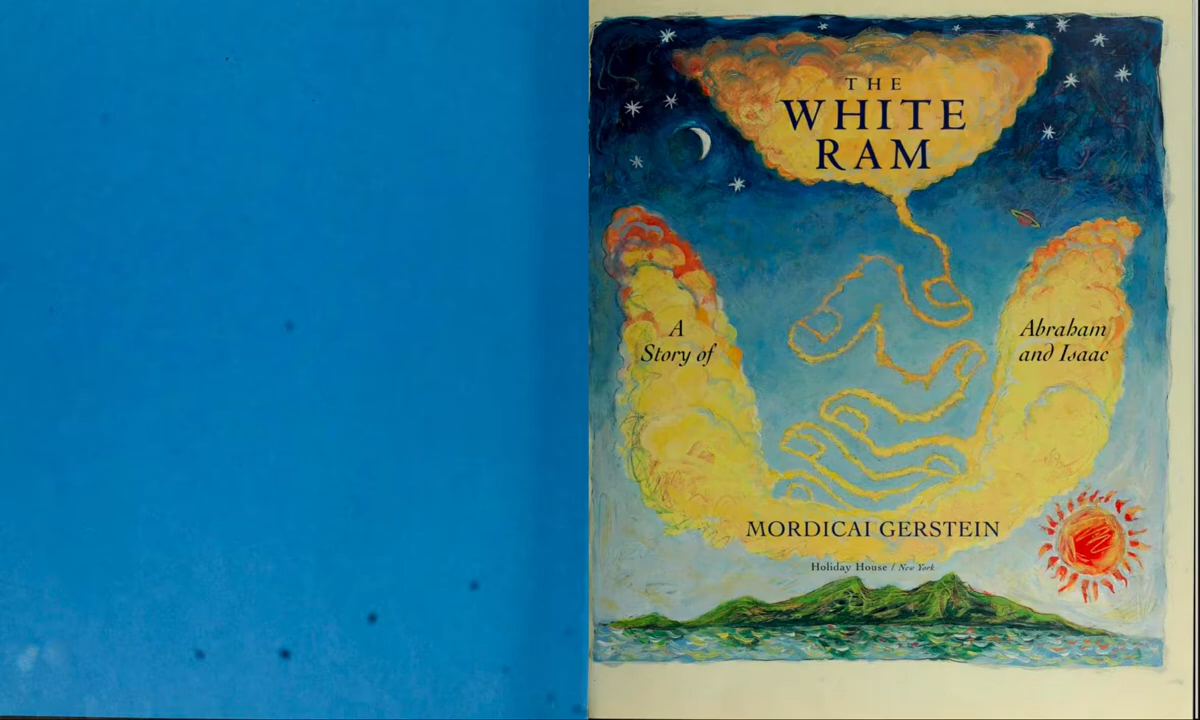 THE
WHITE
RAM
A
Story of
Abraham
and Isaac
MORDICAI GERSTEIN
Holiday House / New York